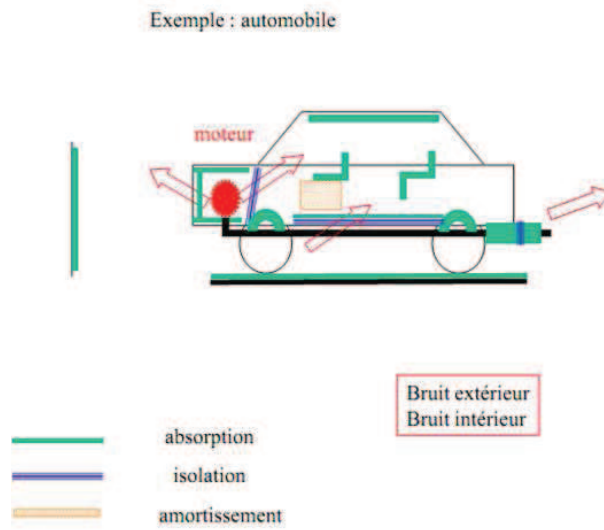 Exemple : automobile
moteur
Bruit extérieur
Bruit intérieur
absorption
isolation
amortissement